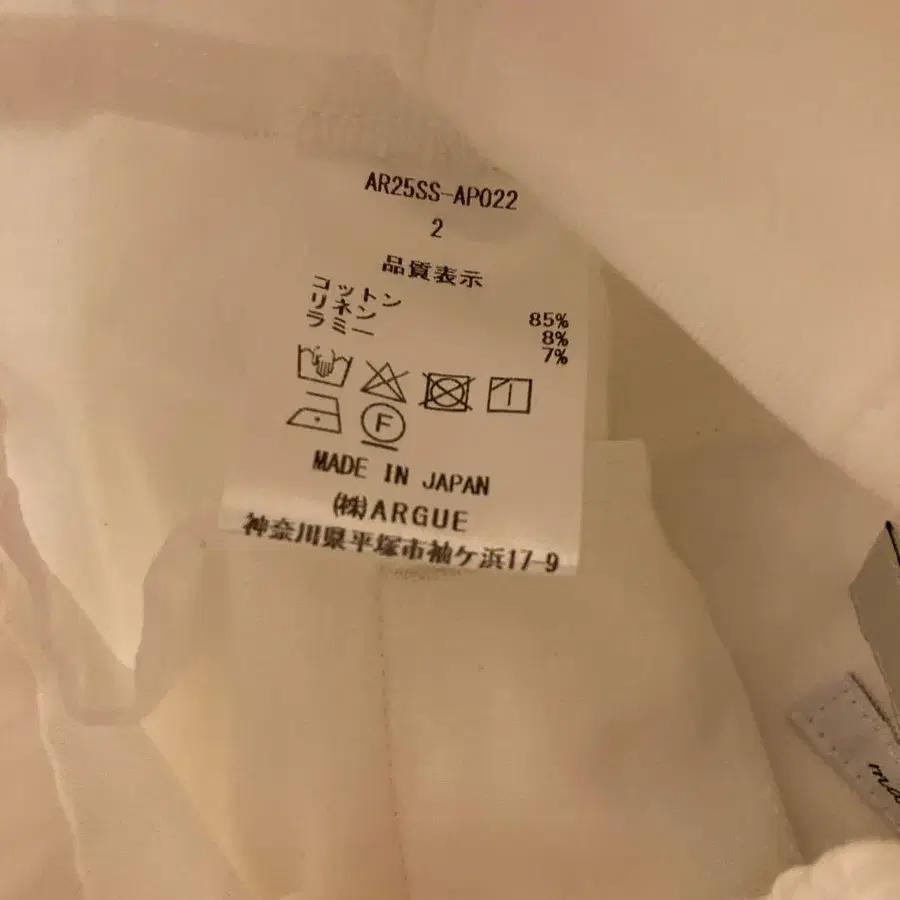 AR25SS-AP022
2
品質表示
コットン 85%
リネン 8%
ラミー 7%
F
MADE IN JAPAN
(株)ARGUE
神奈川県平塚市袖ケ浜17-9